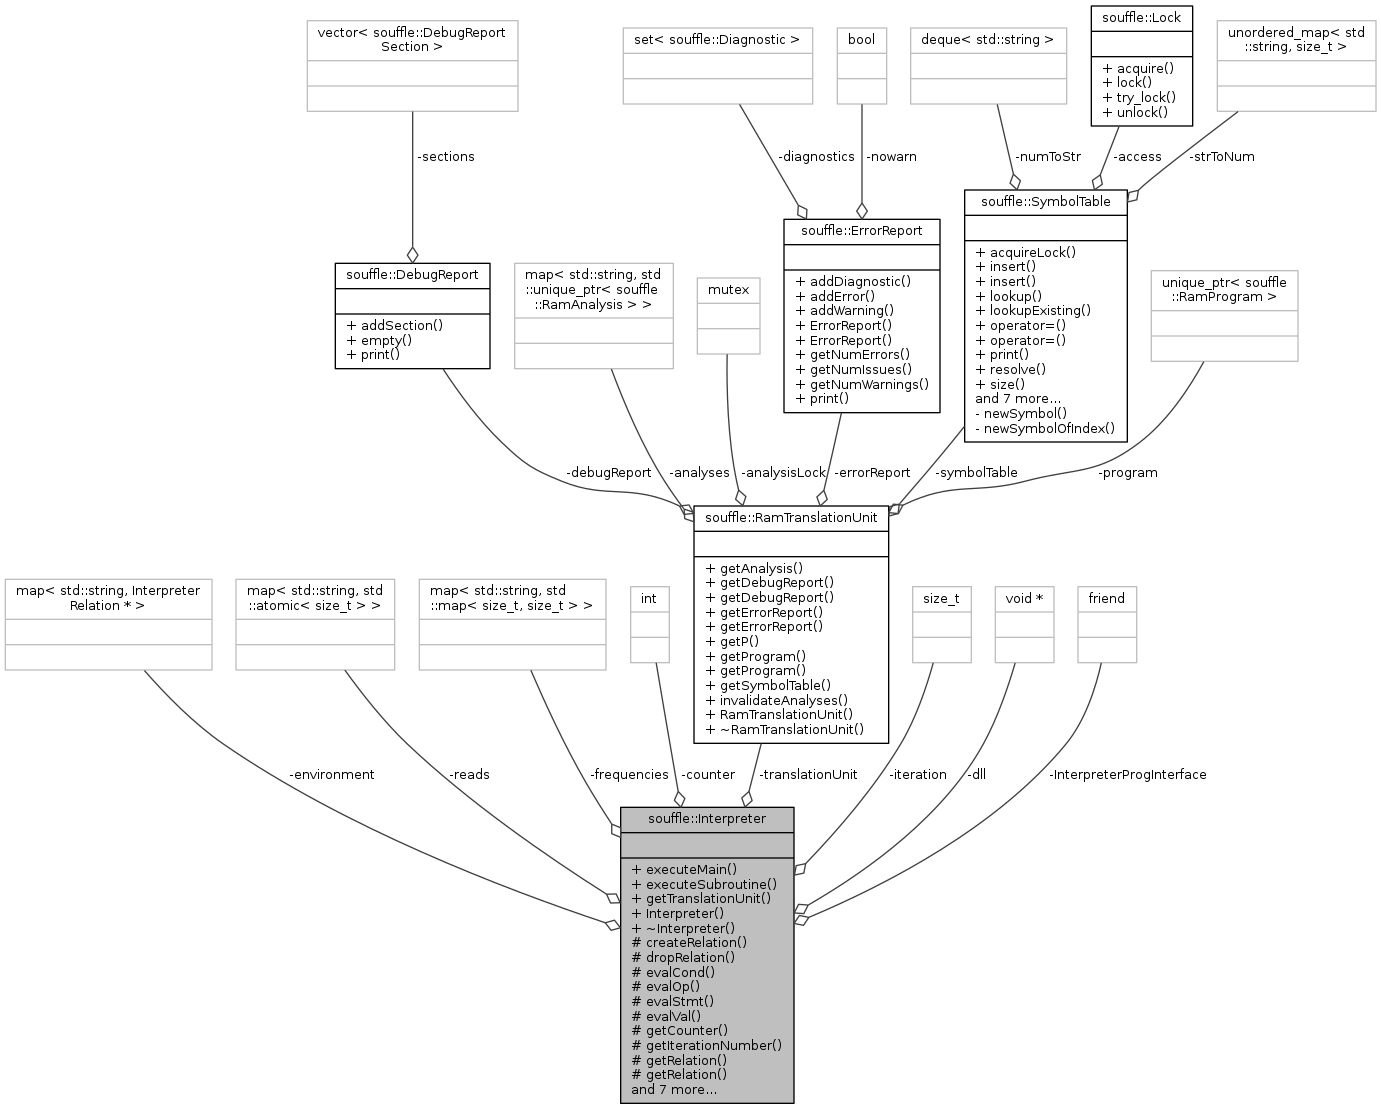 souffle::Lock
+ acquire()
+ lock()
+ try_lock()
+ unlock()
vector< souffle::DebugReport
Section >
set< souffle::Diagnostic >
bool
deque< std::string >
unordered_map< std
::string, size_t >
-sections
-diagnostics
-nowarn
-numToStr
-access
-strToNum
souffle::SymbolTable
+ acquireLock()
+ insert()
+ insert()
+ lookup()
+ lookupExisting()
+ operator=()
+ operator=()
+ print()
+ resolve()
+ size()
and 7 more...
- newSymbol()
- newSymbolOfIndex()
souffle::ErrorReport
+ addDiagnostic()
+ addError()
+ addWarning()
+ ErrorReport()
+ ErrorReport()
+ getNumErrors()
+ getNumIssues()
+ getNumWarnings()
+ print()
souffle::DebugReport
+ addSection()
+ empty()
+ print()
map< std::string, std
::unique_ptr< souffle
::RamAnalysis > >
mutex
unique_ptr< souffle
::RamProgram >
-debugReport
-analyses
-analysisLock
-errorReport
-symbolTable
-program
souffle::RamTranslationUnit
+ getAnalysis()
+ getDebugReport()
+ getDebugReport()
+ getErrorReport()
+ getErrorReport()
+ getP()
+ getProgram()
+ getProgram()
+ getSymbolTable()
+ invalidateAnalyses()
+ RamTranslationUnit()
+ ~RamTranslationUnit()
map< std::string, Interpreter
Relation * >
map< std::string, std
::atomic< size_t > >
map< std::string, std
::map< size_t, size_t > >
int
size_t
void *
friend
-environment
-reads
-frequencies
-counter
-translationUnit
-iteration
-dll
-InterpreterProgInterface
souffle::Interpreter
+ executeMain()
+ executeSubroutine()
+ getTranslationUnit()
+ Interpreter()
+ ~Interpreter()
# createRelation()
# dropRelation()
# evalCond()
# evalOp()
# evalStmt()
# evalVal()
# getCounter()
# getIterationNumber()
# getRelation()
# getRelation()
and 7 more...